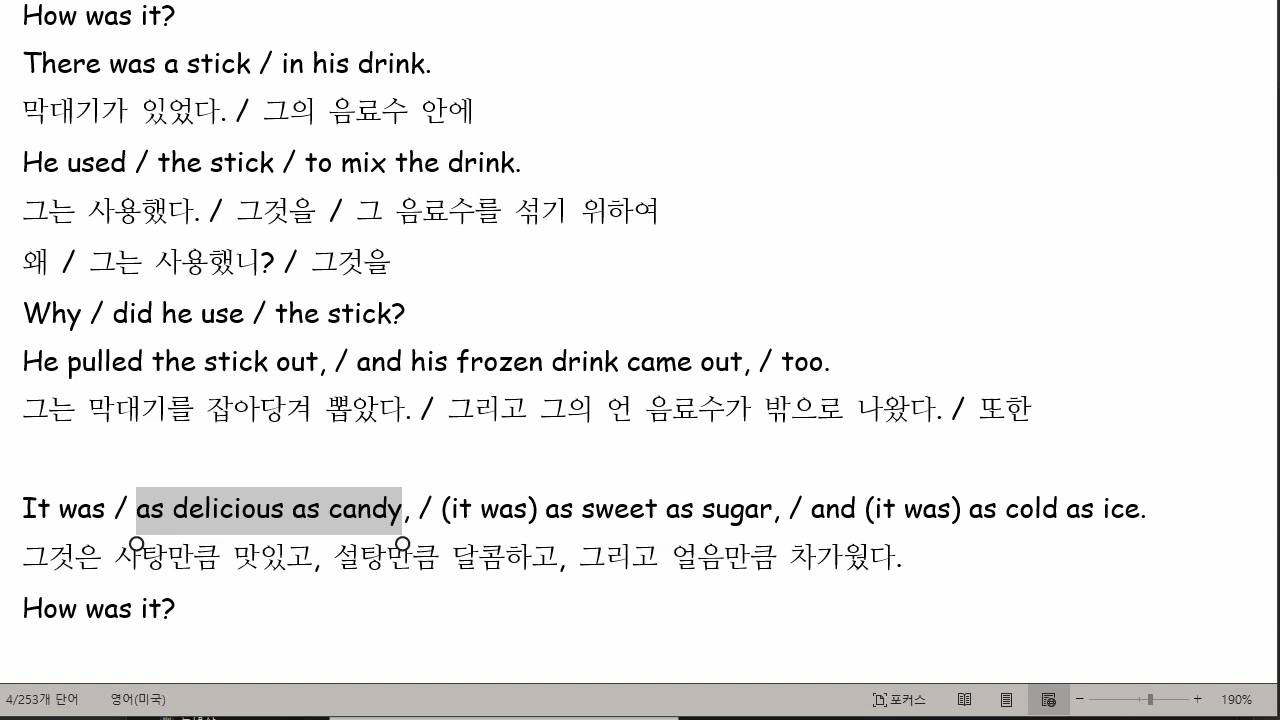 How was it?
There was a stick / in his drink.
막대기가 있었다. / 그의 음료수 안에
He used / the stick / to mix the drink.
그는 사용했다. / 그것을 / 그 음료수를 섞기 위하여
왜 / 그는 사용했니? / 그것을
Why / did he use / the stick?
He pulled the stick out, / and his frozen drink came out, / too.
그는 막대기를 잡아당겨 뽑았다. / 그리고 그의 언 음료수가 밖으로 나왔다. / 또한
It was / as delicious as candy, / (it was) as sweet as sugar, / and (it was) as cold as ice.
그것은 사탕만큼 맛있고, 설탕만큼 달콤하고, 그리고 얼음만큼 차가웠다.
How was it?
4/253개 단어 영어(미국) 포커스 190%